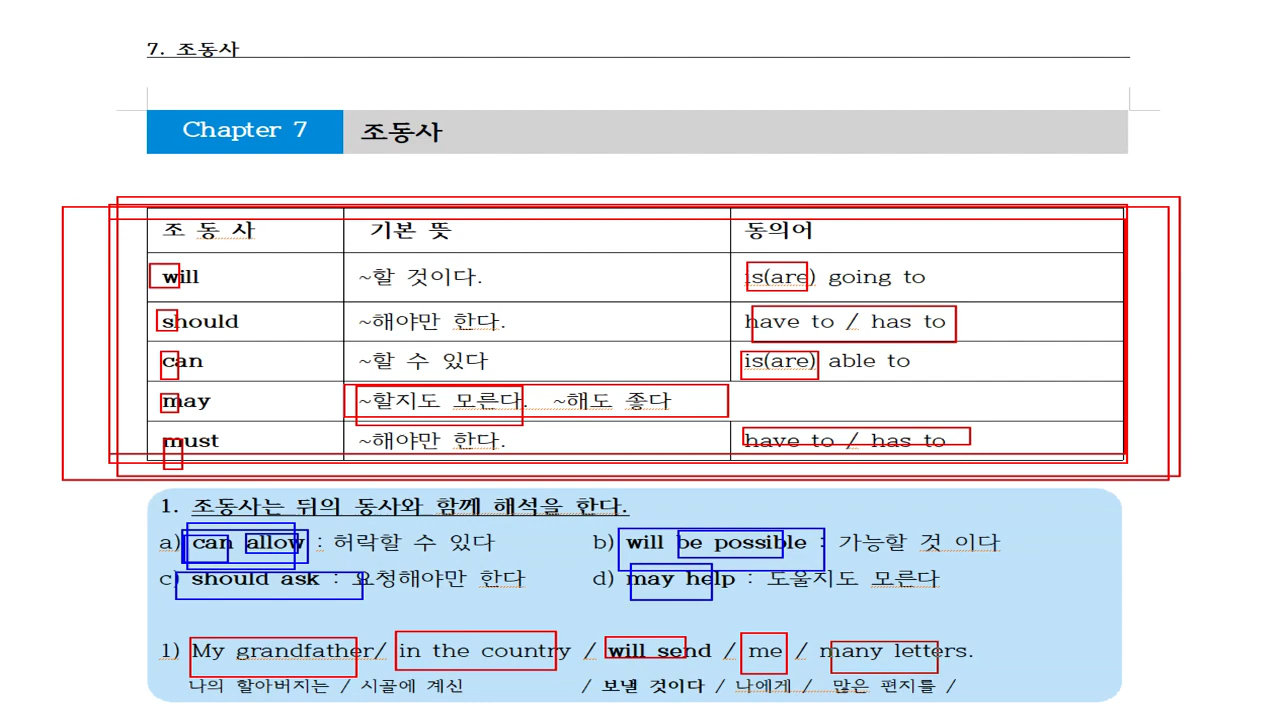 7. 조동사
Chapter 7 조동사
조 동 사 기본 뜻 동의어
will ~할 것이다. is(are) going to
should ~해야만 한다. have to / has to
can ~할 수 있다 is(are) able to
may ~할지도 모른다. ~해도 좋다
must ~해야만 한다. have to / has to
1. 조동사는 뒤의 동사와 함께 해석을 한다.
a) can allow : 허락할 수 있다 b) will be possible : 가능할 것 이다
c) should ask : 요청해야만 한다 d) may help : 도울지도 모른다
1) My grandfather/ in the country / will send / me / many letters.
나의 할아버지는 / 시골에 계신 / 보낼 것이다 / 나에게 / 많은 편지를 /